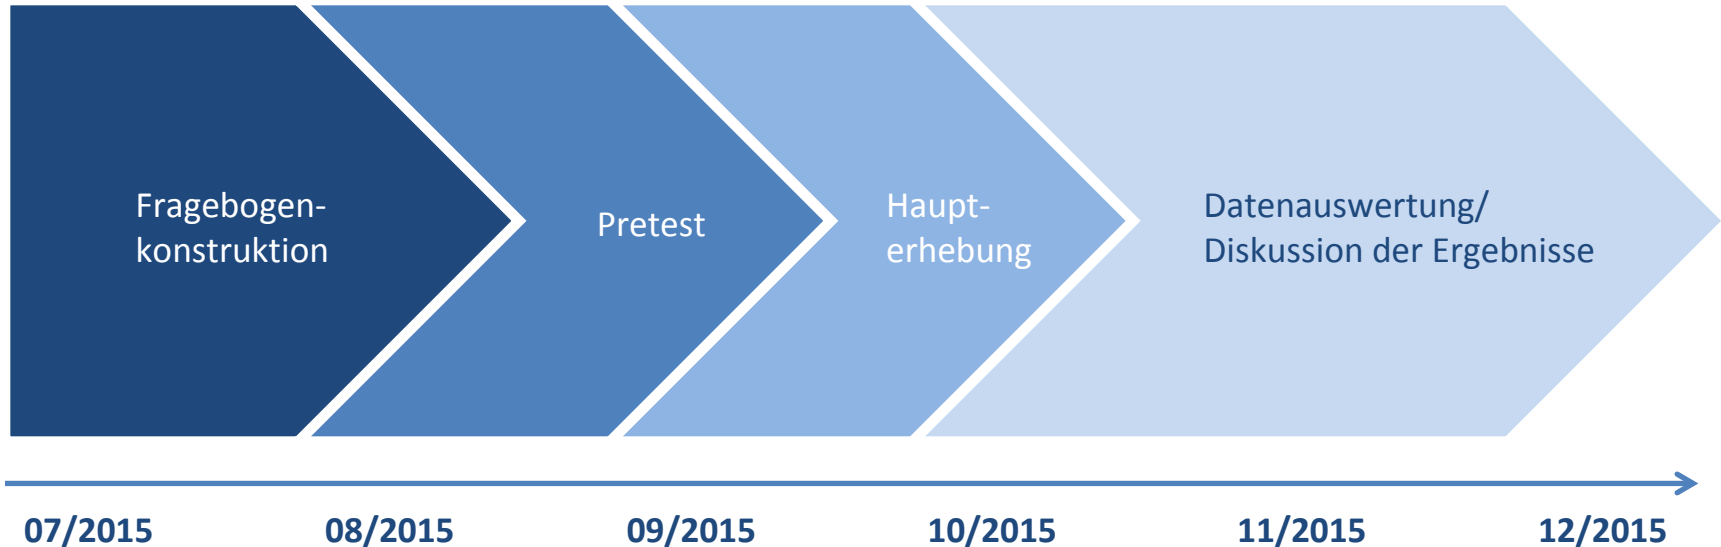 Fragebogen-
konstruktion
Pretest
Haupt-
erhebung
Datenauswertung/
Diskussion der Ergebnisse
07/2015
08/2015
09/2015
10/2015
11/2015
12/2015